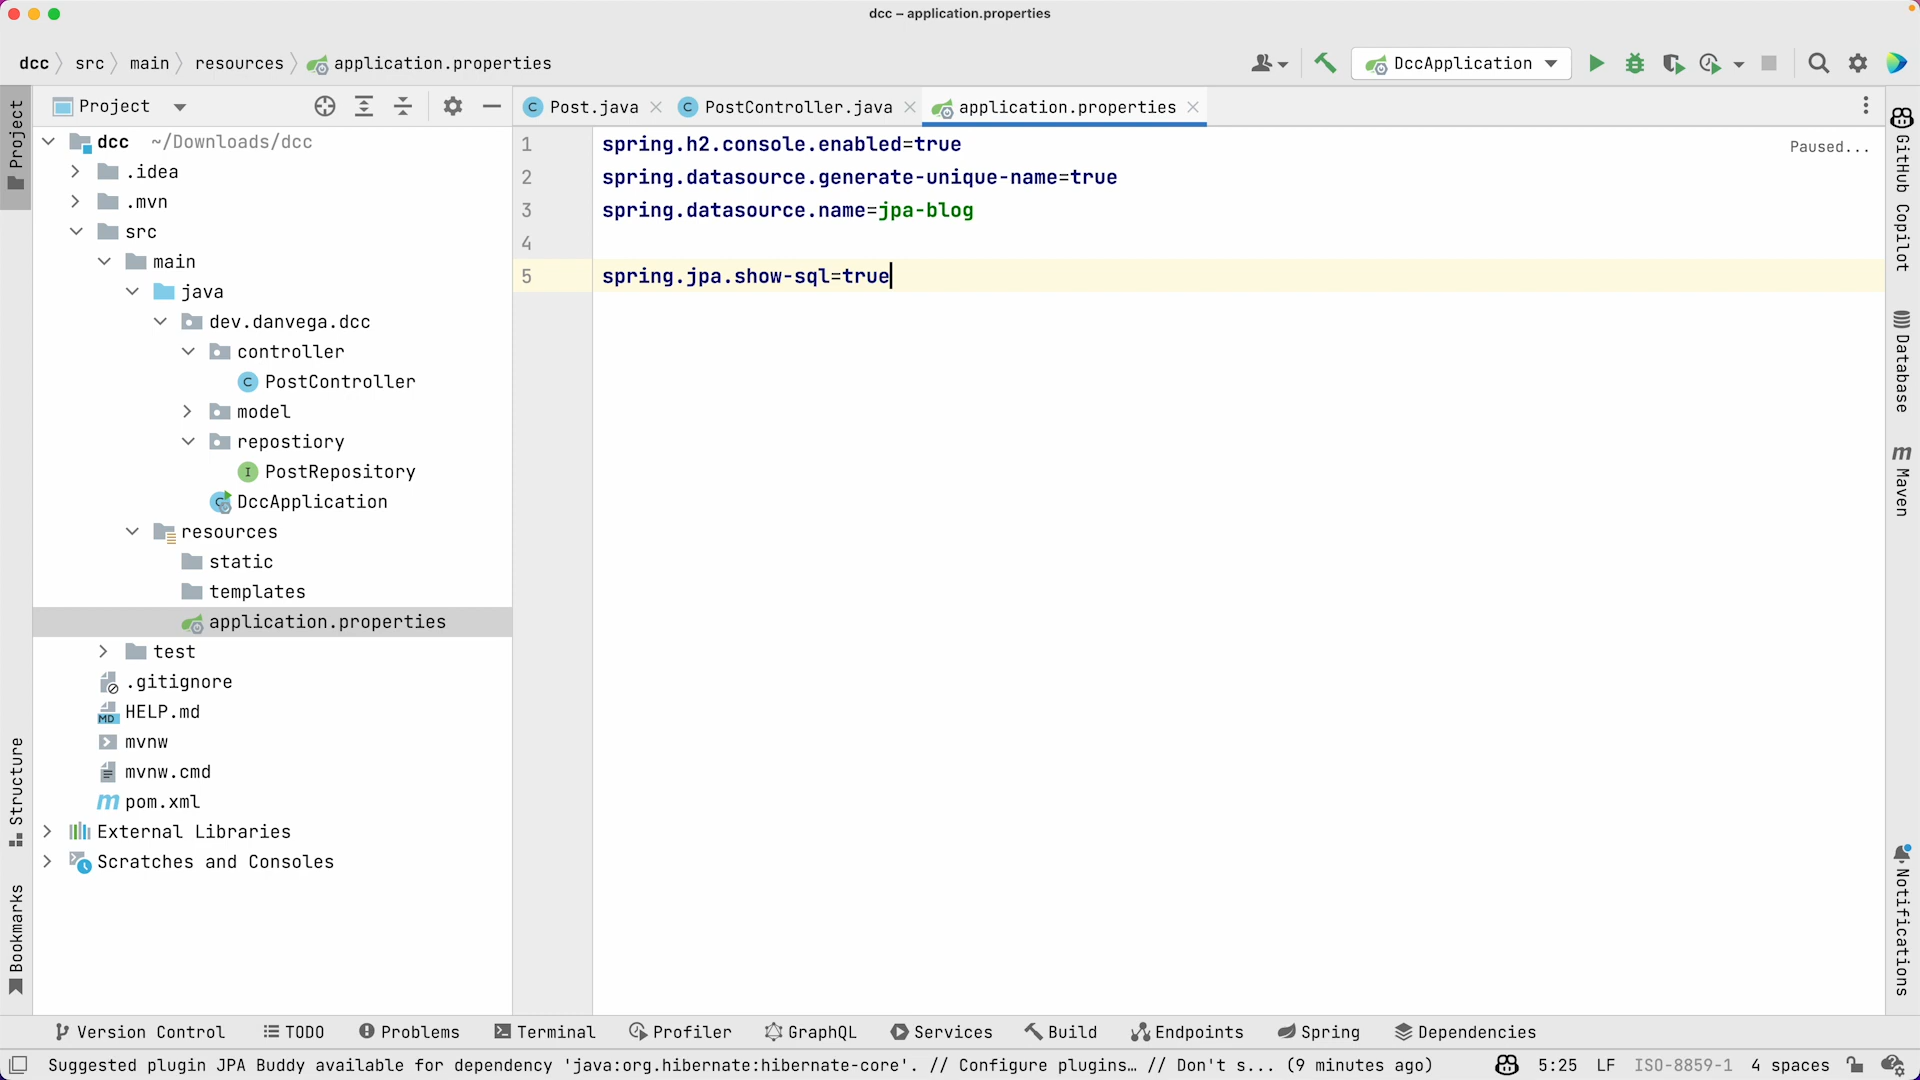 dcc – application.properties
dcc src main resources application.properties
DccApplication
Project
Project
dcc ~/Downloads/dcc
.idea
.mvn
src
main
java
dev.danvega.dcc
controller
PostController
model
repostiory
PostRepository
DccApplication
resources
static
templates
application.properties
test
.gitignore
HELP.md
mvnw
mvnw.cmd
pom.xml
External Libraries
Scratches and Consoles
Structure
Bookmarks
Post.java PostController.java application.properties
1 spring.h2.console.enabled=true
2 spring.datasource.generate-unique-name=true
3 spring.datasource.name=jpa-blog
4
5 spring.jpa.show-sql=true
Paused...
GitHub Copilot
Database
Maven
Notifications
Version Control TODO Problems Terminal Profiler GraphQL Services Build Endpoints Spring Dependencies
Suggested plugin JPA Buddy available for dependency 'java:org.hibernate:hibernate-core'. // Configure plugins... // Don't s... (9 minutes ago) 5:25 LF ISO-8859-1 4 spaces